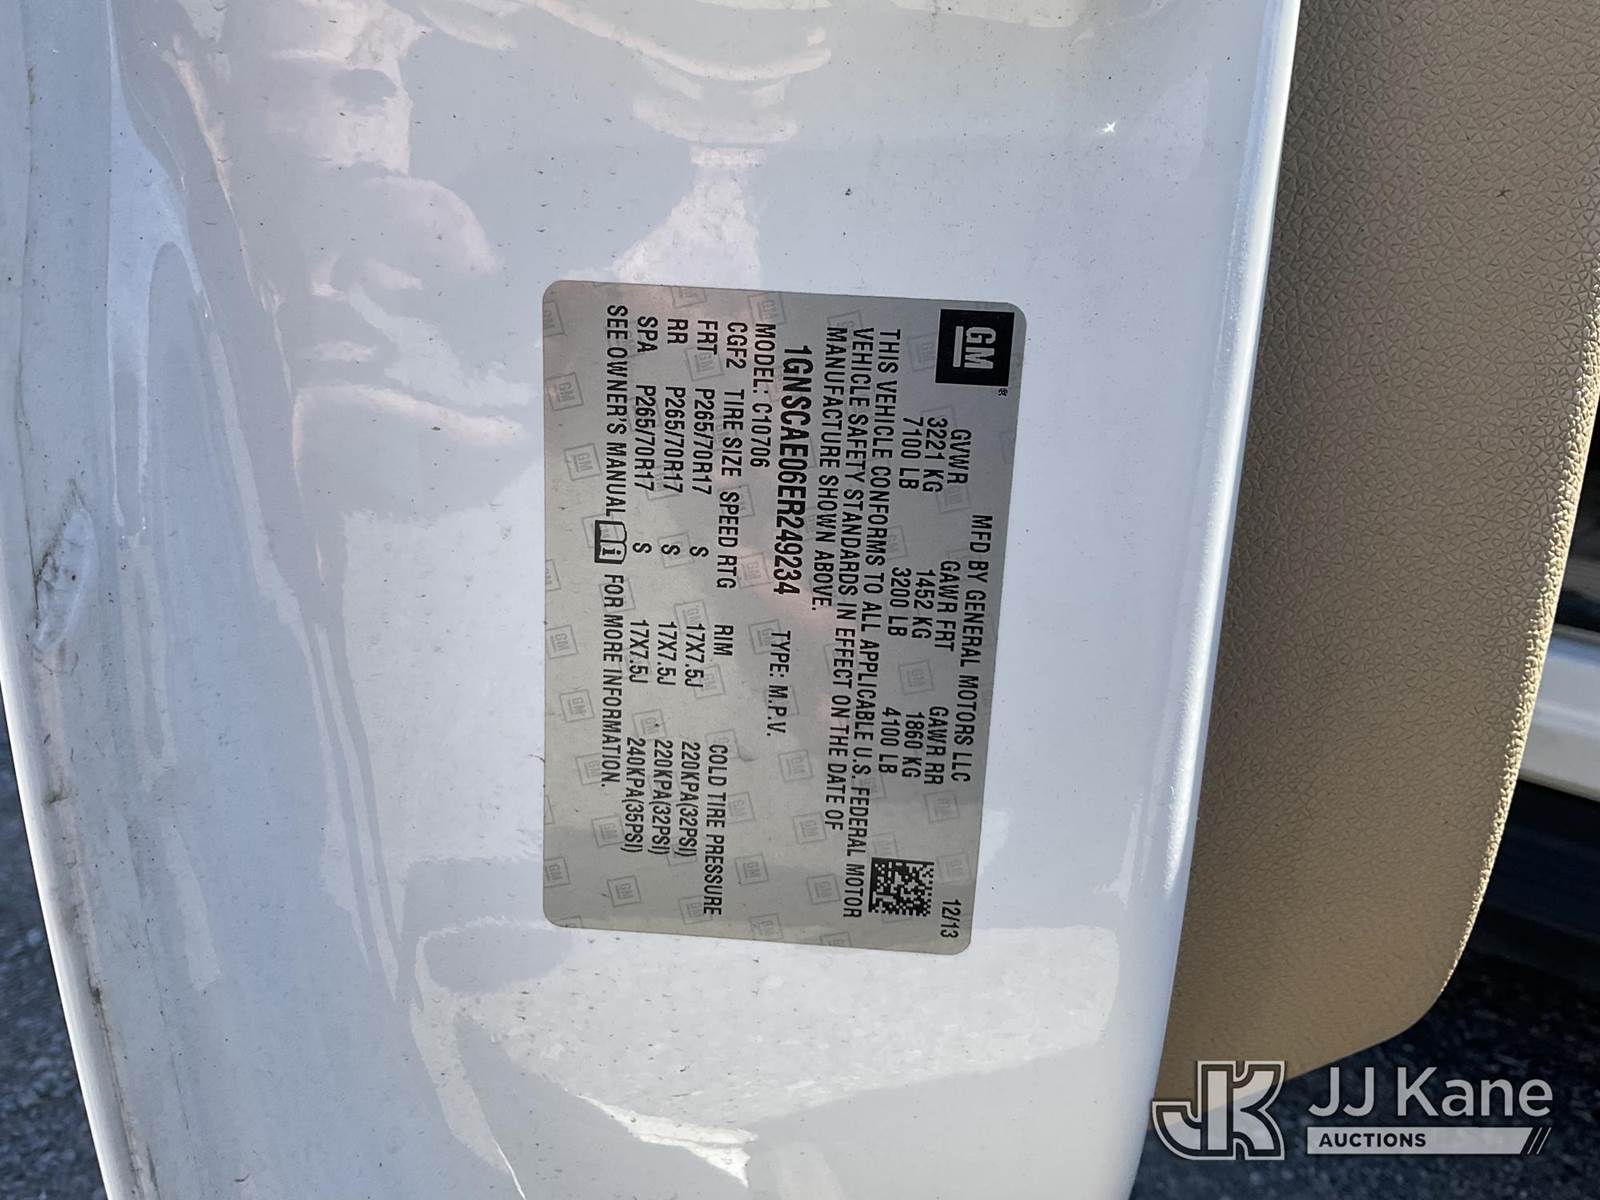 GM®
MFD BY GENERAL MOTORS LLC 12/13
GVWR GAWR FRT GAWR RR
3221 KG 1452 KG 1860 KG
7100 LB 3200 LB 4100 LB
THIS VEHICLE CONFORMS TO ALL APPLICABLE U.S. FEDERAL MOTOR
VEHICLE SAFETY STANDARDS IN EFFECT ON THE DATE OF
MANUFACTURE SHOWN ABOVE.
1GNSCAE06ER249234 TYPE: M.P.V.
MODEL: C10706
CGF2 TIRE SIZE SPEED RTG RIM COLD TIRE PRESSURE
FRT P265/70R17 S 17X7.5J 220KPA(32PSI)
RR P265/70R17 S 17X7.5J 220KPA(32PSI)
SPA P265/70R17 S 17X7.5J 240KPA(35PSI)
SEE OWNER'S MANUAL i FOR MORE INFORMATION.
JK JJ Kane
AUCTIONS